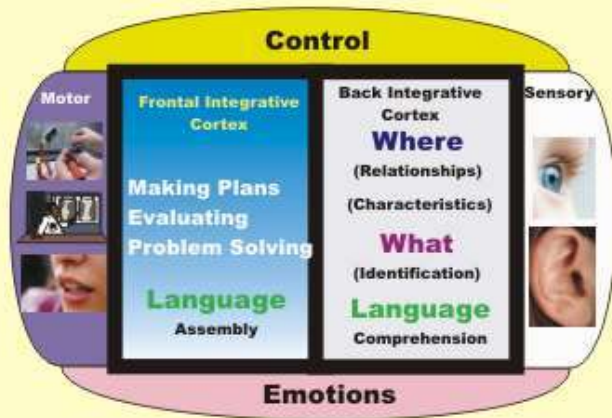 Control
Motor
Frontal Integrative
Cortex
Making Plans
Evaluating
Problem Solving
Language
Assembly
Back Integrative
Cortex
Where
(Relationships)
(Characteristics)
What
(Identification)
Language
Comprehension
Sensory
Emotions